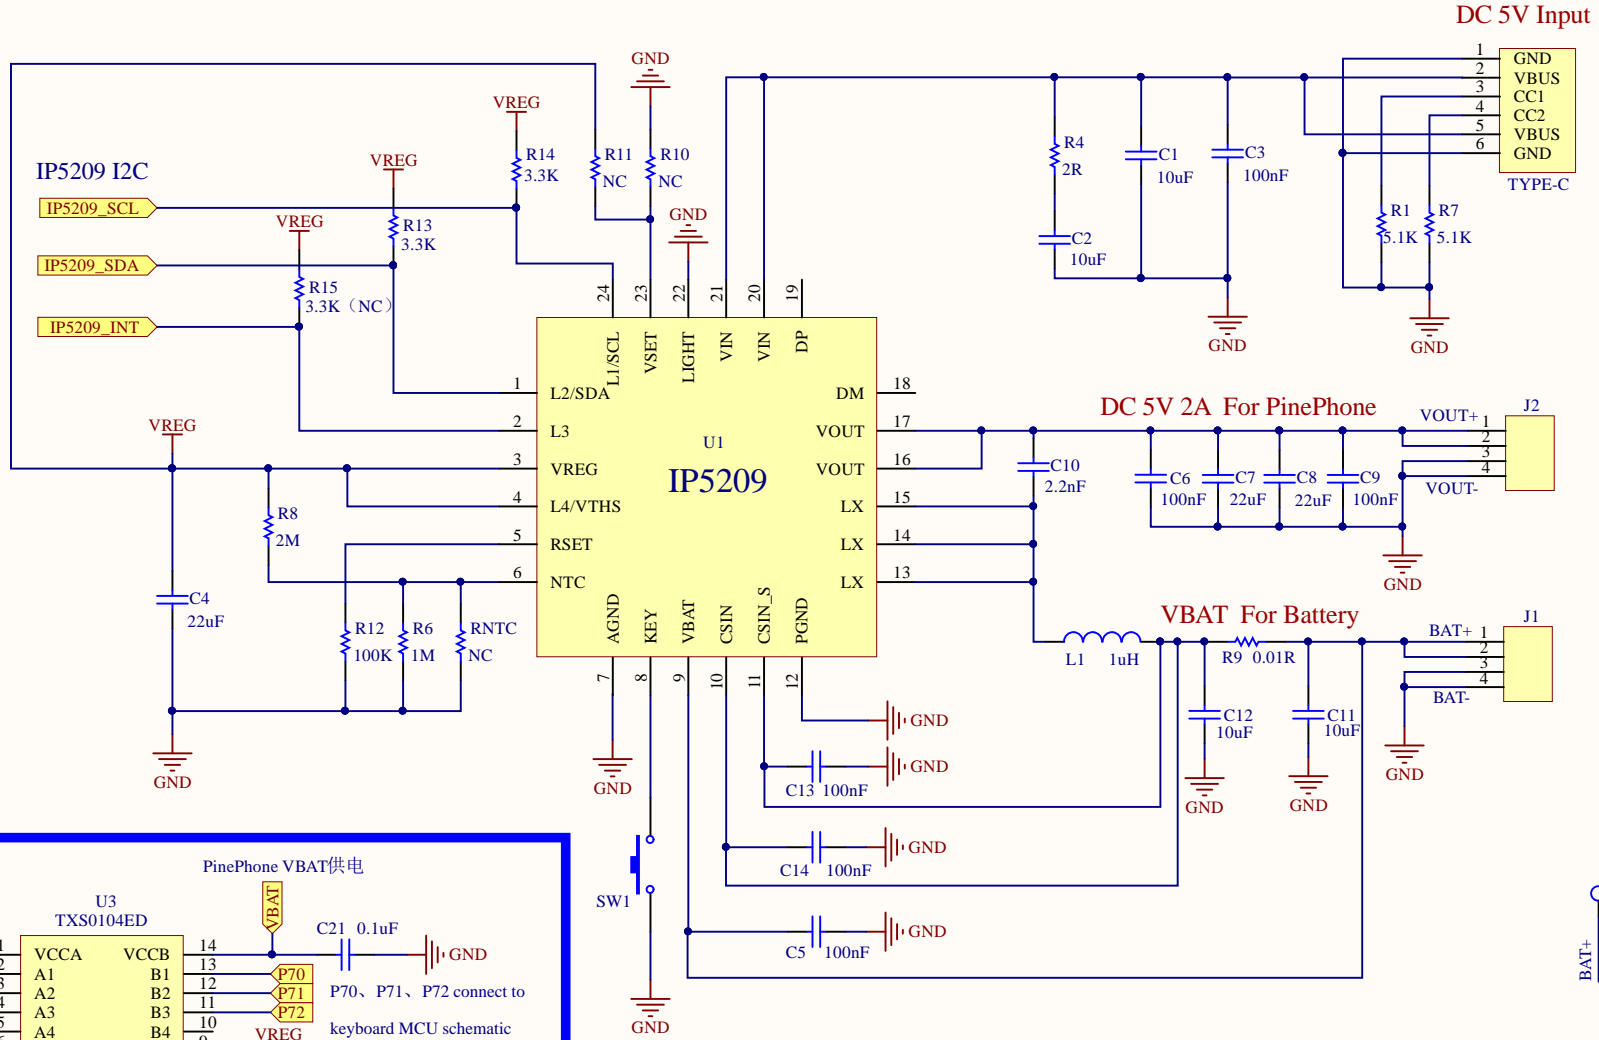 DC 5V Input
1 GND
2 VBUS
3 CC1
4 CC2
5 VBUS
6 GND
TYPE-C
R1
5.1K
R7
5.1K
GND
GND
VREG
R14
3.3K
R11
NC
R10
NC
R4
2R
C1
10uF
C3
100nF
C2
10uF
GND
IP5209 I2C
IP5209_SCL
IP5209_SDA
IP5209_INT
VREG
R13
3.3K
VREG
R15
3.3K（NC）
GND
24 23 22 21 20 19
L1/SCL
VSET
LIGHT
VIN
VIN
DP
U1
IP5209
1 L2/SDA
2 L3
3 VREG
4 L4/VTHS
5 RSET
6 NTC
DM 18
VOUT 17
VOUT 16
LX 15
LX 14
LX 13
AGND
KEY
VBAT
CSIN
CSIN_S
PGND
7 8 9 10 11 12
VREG
R8
2M
C4
22uF
R12
100K
R6
1M
RNTC
NC
GND
DC 5V 2A For PinePhone
VOUT+
J2
1
2
3
4
VOUT-
C10
2.2nF
C6
100nF
C7
22uF
C8
22uF
C9
100nF
GND
VBAT For Battery
BAT+
J1
1
2
3
4
BAT-
L1 1uH
R9 0.01R
C12
10uF
C11
10uF
GND
GND
GND
GND
GND
C13 100nF
GND
C14 100nF
GND
C5 100nF
GND
SW1
GND
BAT+
PinePhone VBAT供电
VBAT
U3
TXS0104ED
C21 0.1uF
GND
VCCA VCCB 14
A1 B1 13 P70
A2 B2 12 P71
A3 B3 11 P72
A4 B4 10
VREG
P70、P71、P72 connect to
keyboard MCU schematic